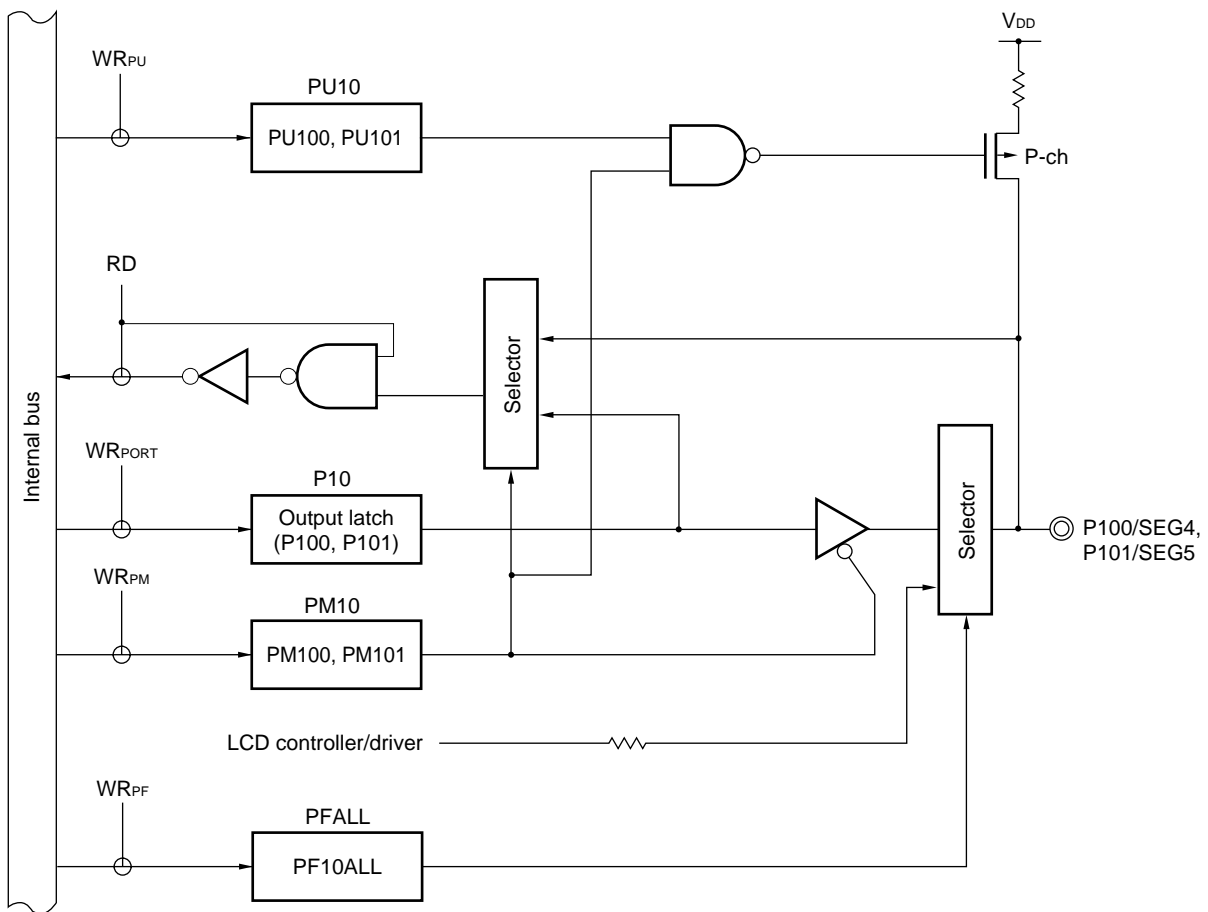 VDD
WRPU
PU10
PU100, PU101
P-ch
RD
Selector
Internal bus
WRPORT
P10
Output latch
(P100, P101)
Selector
P100/SEG4,
P101/SEG5
WRPM
PM10
PM100, PM101
LCD controller/driver
WRPF
PFALL
PF10ALL